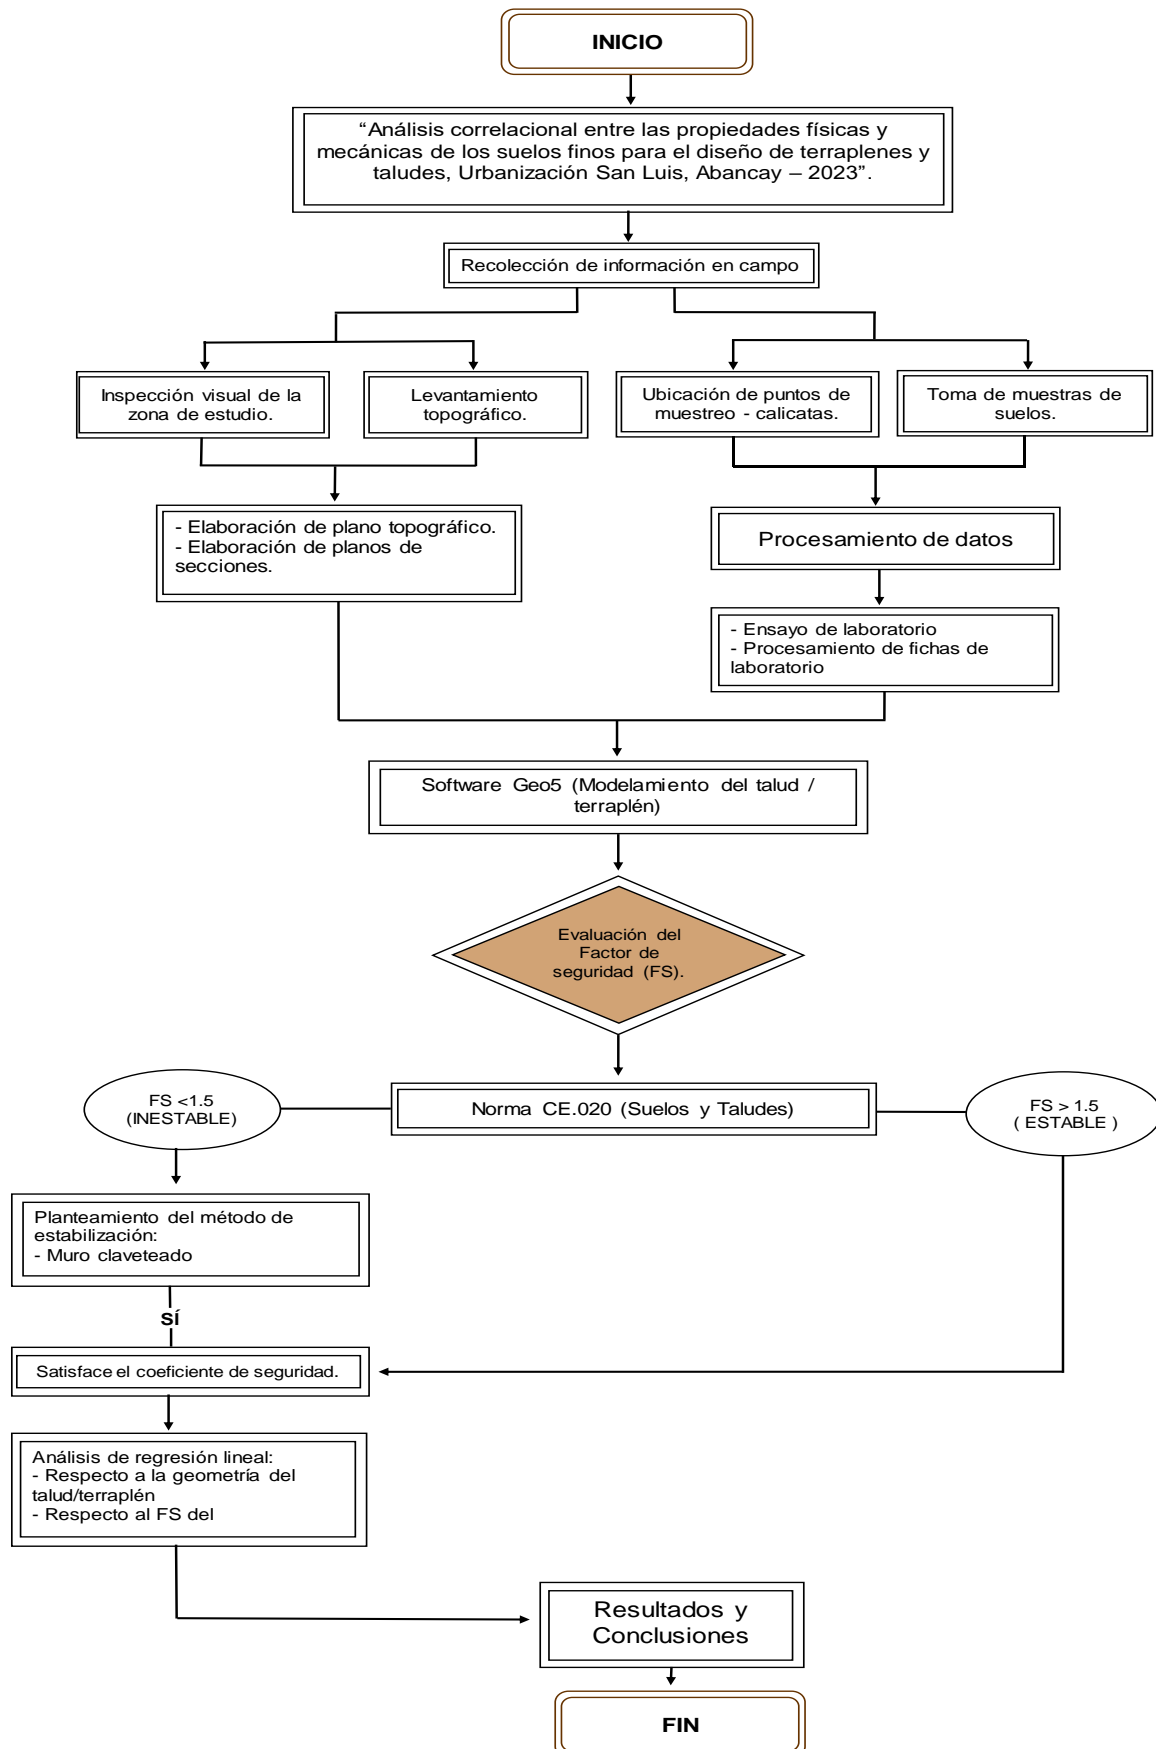 INICIO
“Análisis correlacional entre las propiedades físicas y
mecánicas de los suelos finos para el diseño de terraplenes y
taludes, Urbanización San Luis, Abancay – 2023”.
Recolección de información en campo
Inspección visual de la
zona de estudio.
Levantamiento
topográfico.
Ubicación de puntos de
muestreo - calicatas.
Toma de muestras de
suelos.
- Elaboración de plano topográfico.
- Elaboración de planos de
secciones.
Procesamiento de datos
- Ensayo de laboratorio
- Procesamiento de fichas de
laboratorio
Software Geo5 (Modelamiento del talud /
terraplén)
Evaluación del
Factor de
seguridad (FS).
FS <1.5
(INESTABLE)
Norma CE.020 (Suelos y Taludes)
FS > 1.5
( ESTABLE )
Planteamiento del método de
estabilización:
- Muro claveteado
SÍ
Satisface el coeficiente de seguridad.
Análisis de regresión lineal:
- Respecto a la geometría del
talud/terraplén
- Respecto al FS del
Resultados y
Conclusiones
FIN